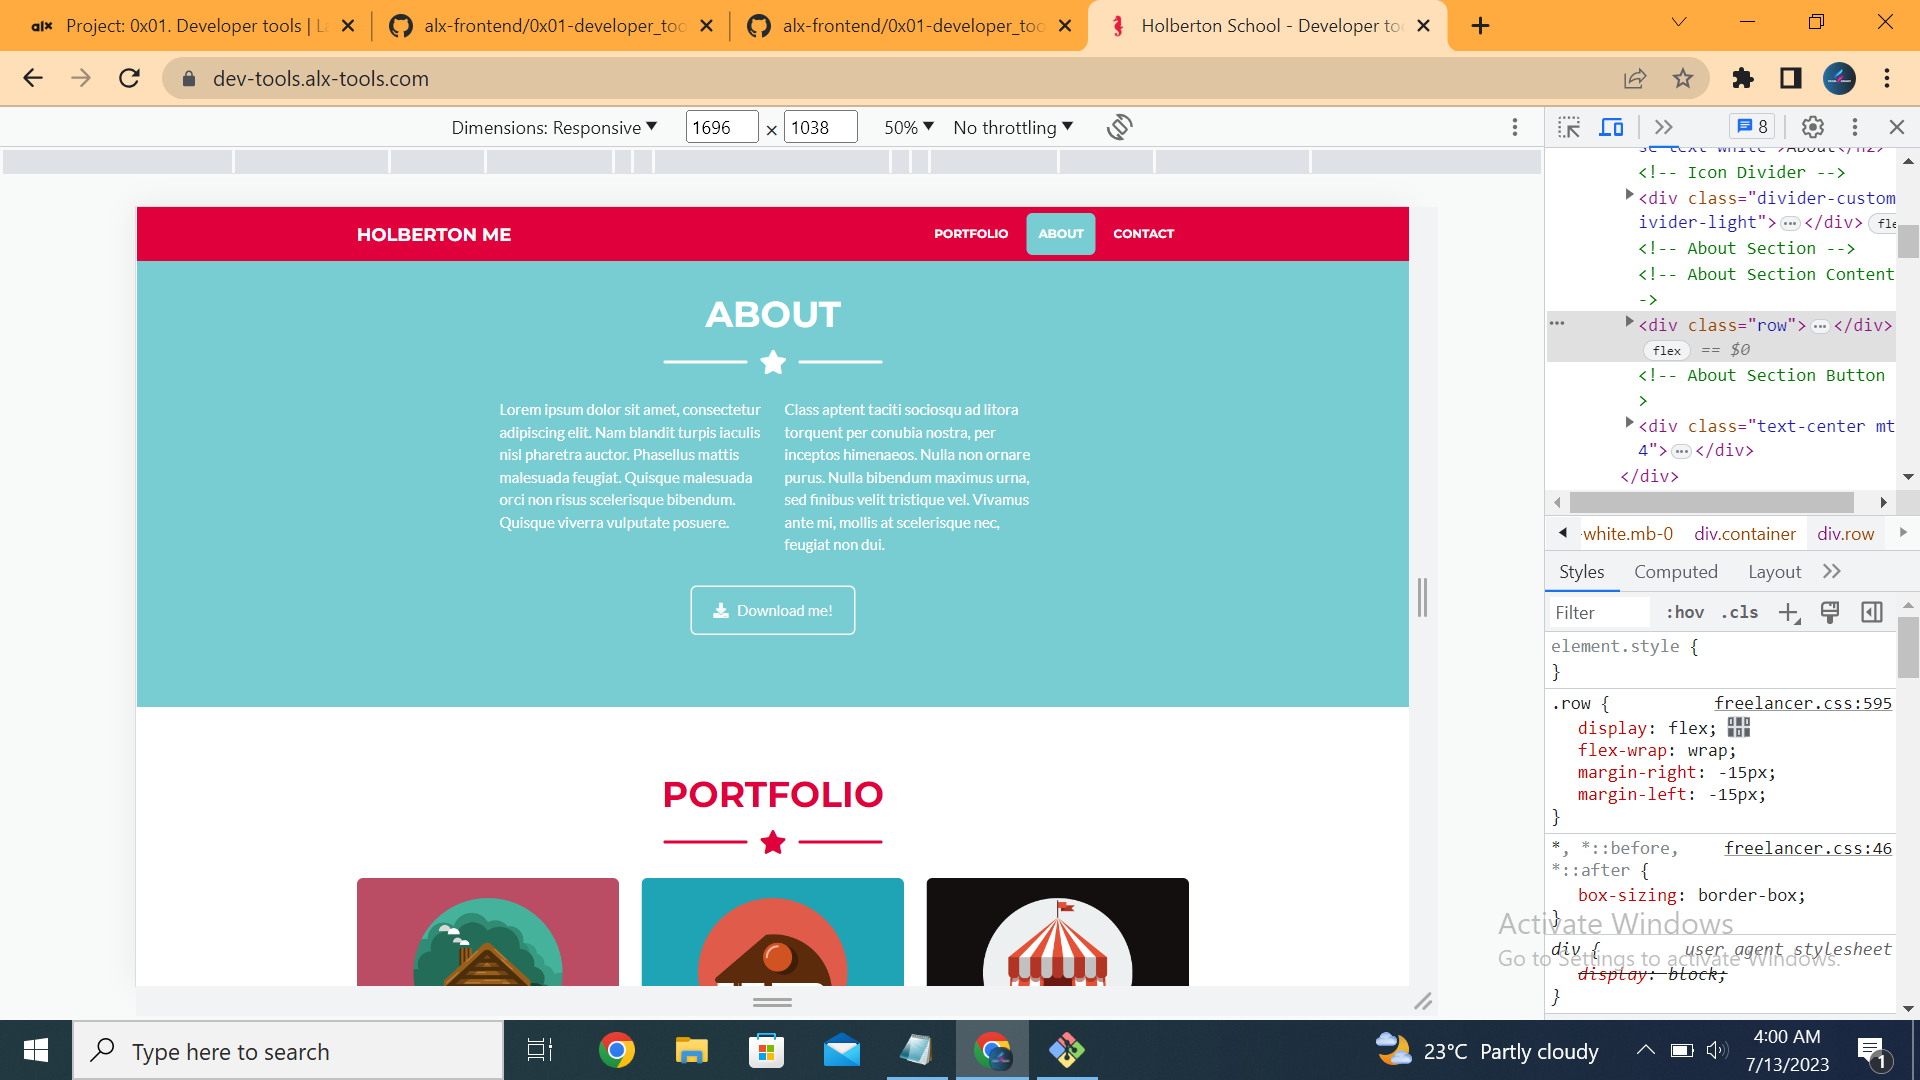 alx Project: 0x01. Developer tools | La
alx-frontend/0x01-developer_too
alx-frontend/0x01-developer_too
Holberton School - Developer too
dev-tools.alx-tools.com
Dimensions: Responsive 1696 × 1038 50% No throttling
8
HOLBERTON ME
PORTFOLIO ABOUT CONTACT
ABOUT
Lorem ipsum dolor sit amet, consectetur
adipiscing elit. Nam blandit turpis iaculis
nisl pharetra auctor. Phasellus mattis
malesuada feugiat. Quisque malesuada
orci non risus scelerisque bibendum.
Quisque viverra vulputate posuere.
Class aptent taciti sociosqu ad litora
torquent per conubia nostra, per
inceptos himenaeos. Nulla non ornare
purus. Nulla bibendum maximus urna,
sed finibus velit tristique vel. Vivamus
ante mi, mollis at scelerisque nec,
feugiat non dui.
Download me!
PORTFOLIO
se text-white">About</h2>
<!-- Icon Divider -->
<div class="divider-custom
ivider-light">…</div> fle
<!-- About Section -->
<!-- About Section Content
->
… <div class="row">…</div>
flex == $0
<!-- About Section Button
>
<div class="text-center mt
4">…</div>
</div>
-white.mb-0 div.container div.row
Styles Computed Layout
Filter :hov .cls
element.style {
}
.row { freelancer.css:595
display: flex;
flex-wrap: wrap;
margin-right: -15px;
margin-left: -15px;
}
*, *::before, freelancer.css:46
*::after {
box-sizing: border-box;
}
div { user agent stylesheet
display: block;
}
Activate Windows
Go to Settings to activate Windows.
Type here to search
23°C Partly cloudy
4:00 AM
7/13/2023
1